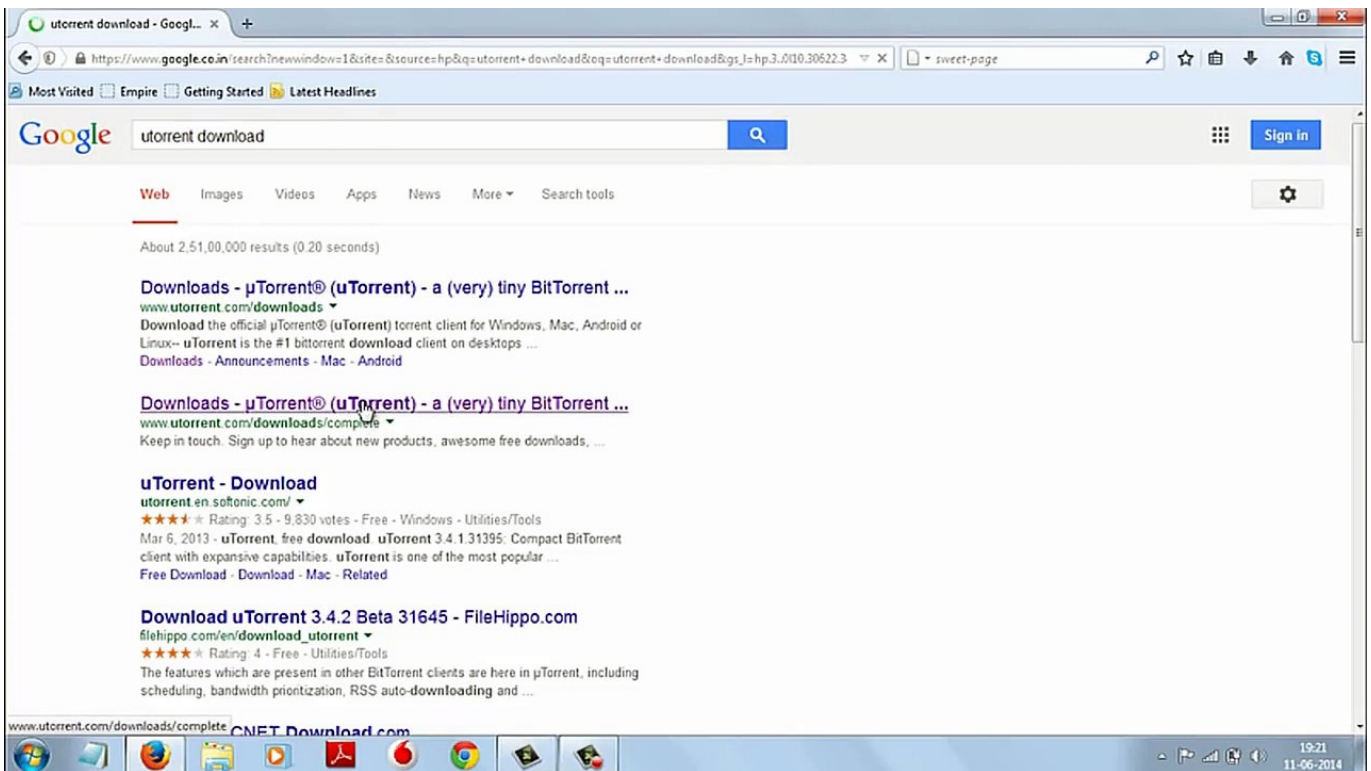 utorrent download - Googl...
https://www.google.co.in/search?newwindow=1&site=&source=hp&q=utorrent+download&oq=utorrent+download&gs_l=hp.3..0l10.30622.3
sweet-page
Most Visited Empire Getting Started Latest Headlines
Google utorrent download Sign in
Web Images Videos Apps News More Search tools
About 2,51,00,000 results (0.20 seconds)
Downloads - µTorrent® (uTorrent) - a (very) tiny BitTorrent ...
www.utorrent.com/downloads
Download the official µTorrent® (uTorrent) torrent client for Windows, Mac, Android or
Linux-- uTorrent is the #1 bittorrent download client on desktops ...
Downloads - Announcements - Mac - Android
Downloads - µTorrent® (uTorrent) - a (very) tiny BitTorrent ...
www.utorrent.com/downloads/complete
Keep in touch. Sign up to hear about new products, awesome free downloads, ...
uTorrent - Download
utorrent.en.softonic.com/
Rating: 3.5 - 9,830 votes - Free - Windows - Utilities/Tools
Mar 6, 2013 - uTorrent, free download. uTorrent 3.4.1.31395: Compact BitTorrent
client with expansive capabilities. uTorrent is one of the most popular ...
Free Download - Download - Mac - Related
Download uTorrent 3.4.2 Beta 31645 - FileHippo.com
filehippo.com/en/download_utorrent
Rating: 4 - Free - Utilities/Tools
The features which are present in other BitTorrent clients are here in µTorrent, including
scheduling, bandwidth prioritization, RSS auto-downloading and ...
www.utorrent.com/downloads/complete
CNET Download.com
19:21
11-06-2014